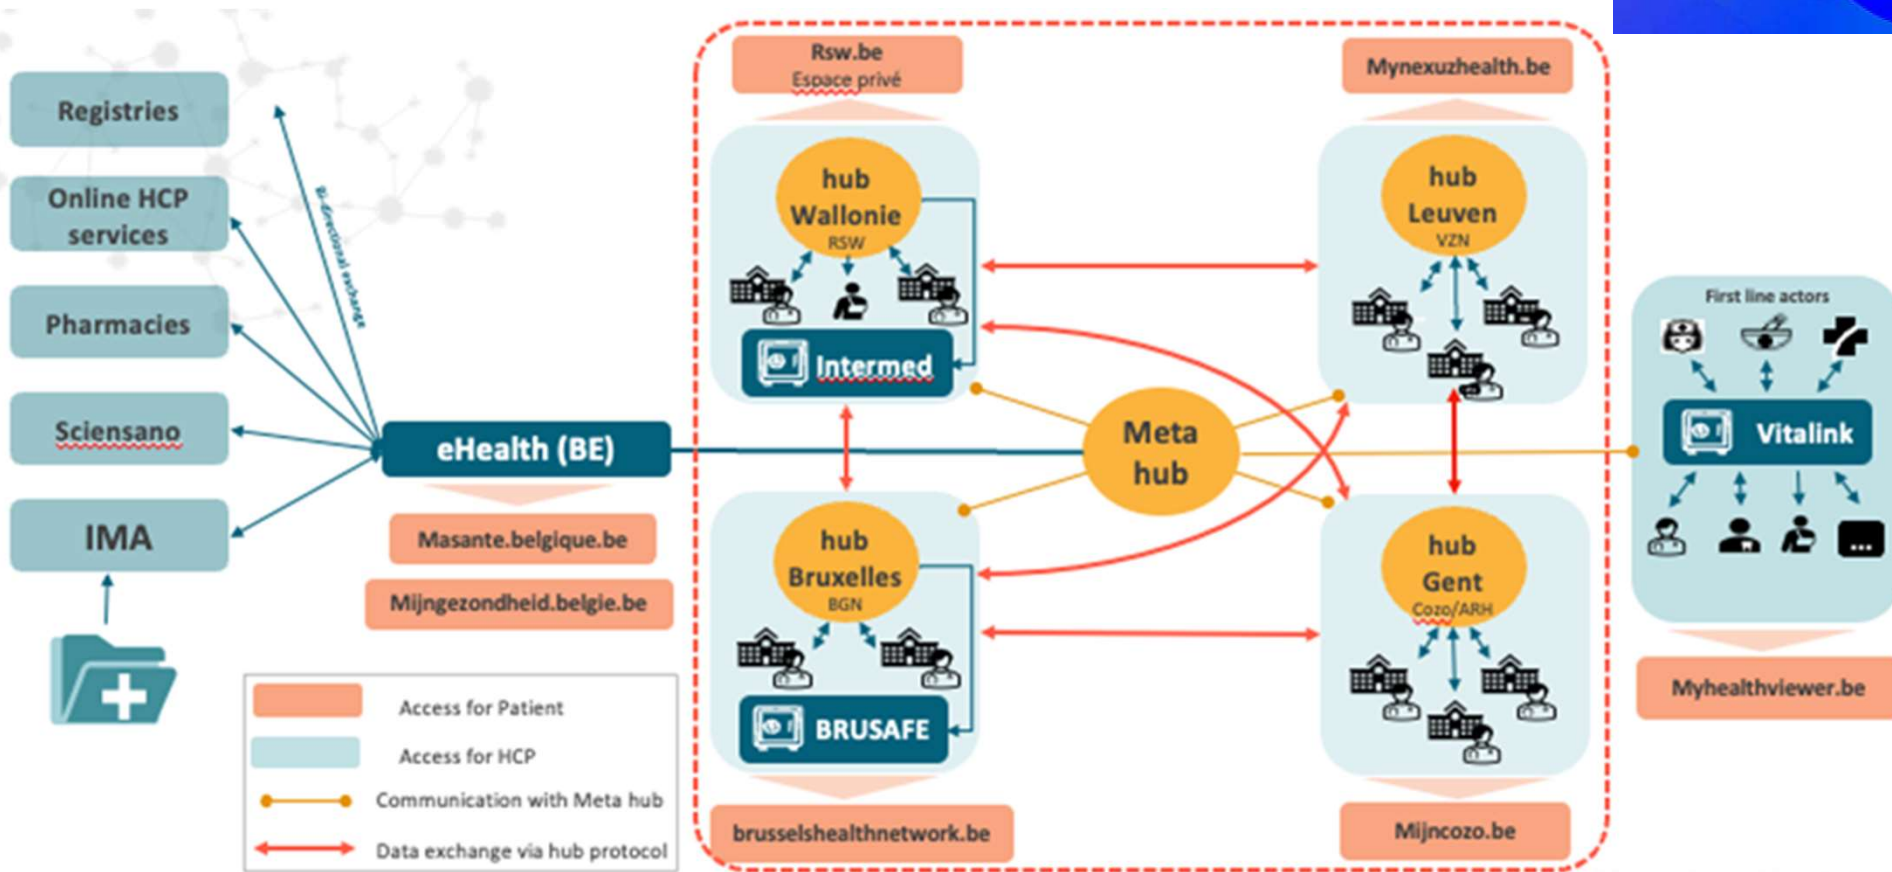 Registries
Online HCP
services
Pharmacies
Sciensano
IMA
Bi-directional exchange
eHealth (BE)
Masante.belgique.be
Mijngezondheid.belgie.be
Access for Patient
Access for HCP
Communication with Meta hub
Data exchange via hub protocol
Rsw.be
Espace privé
hub
Wallonie
RSW
Intermed
hub
Bruxelles
BGN
BRUSAFE
brusselshealthnetwork.be
Meta
hub
Mynexuzhealth.be
hub
Leuven
VZN
hub
Gent
Cozo/ARH
Mijncozo.be
First line actors
Vitalink
...
Myhealthviewer.be